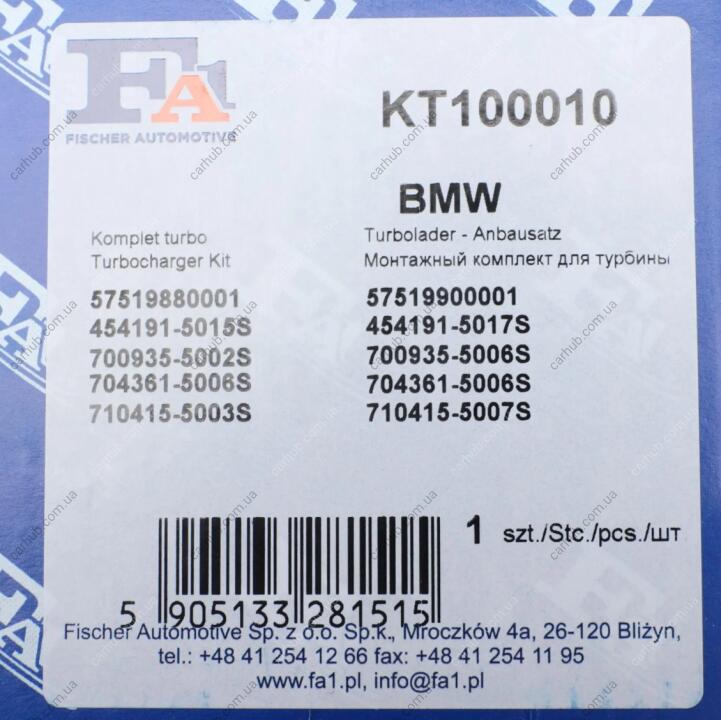 FA1
FISCHER AUTOMOTIVE
KT100010
BMW
Komplet turbo
Turbocharger Kit
Turbolader - Anbausatz
Монтажный комплект для турбины
57519880001
454191-5015S
700935-5002S
704361-5006S
710415-5003S
57519900001
454191-5017S
700935-5006S
704361-5006S
710415-5007S
1 szt./Stc./pcs./шт
5 905133 281515
Fischer Automotive Sp. z o.o. Sp.k., Mroczków 4a, 26-120 Bliżyn,
tel.: +48 41 254 12 66 fax: +48 41 254 11 95
www.fa1.pl, info@fa1.pl
carhub.com.ua